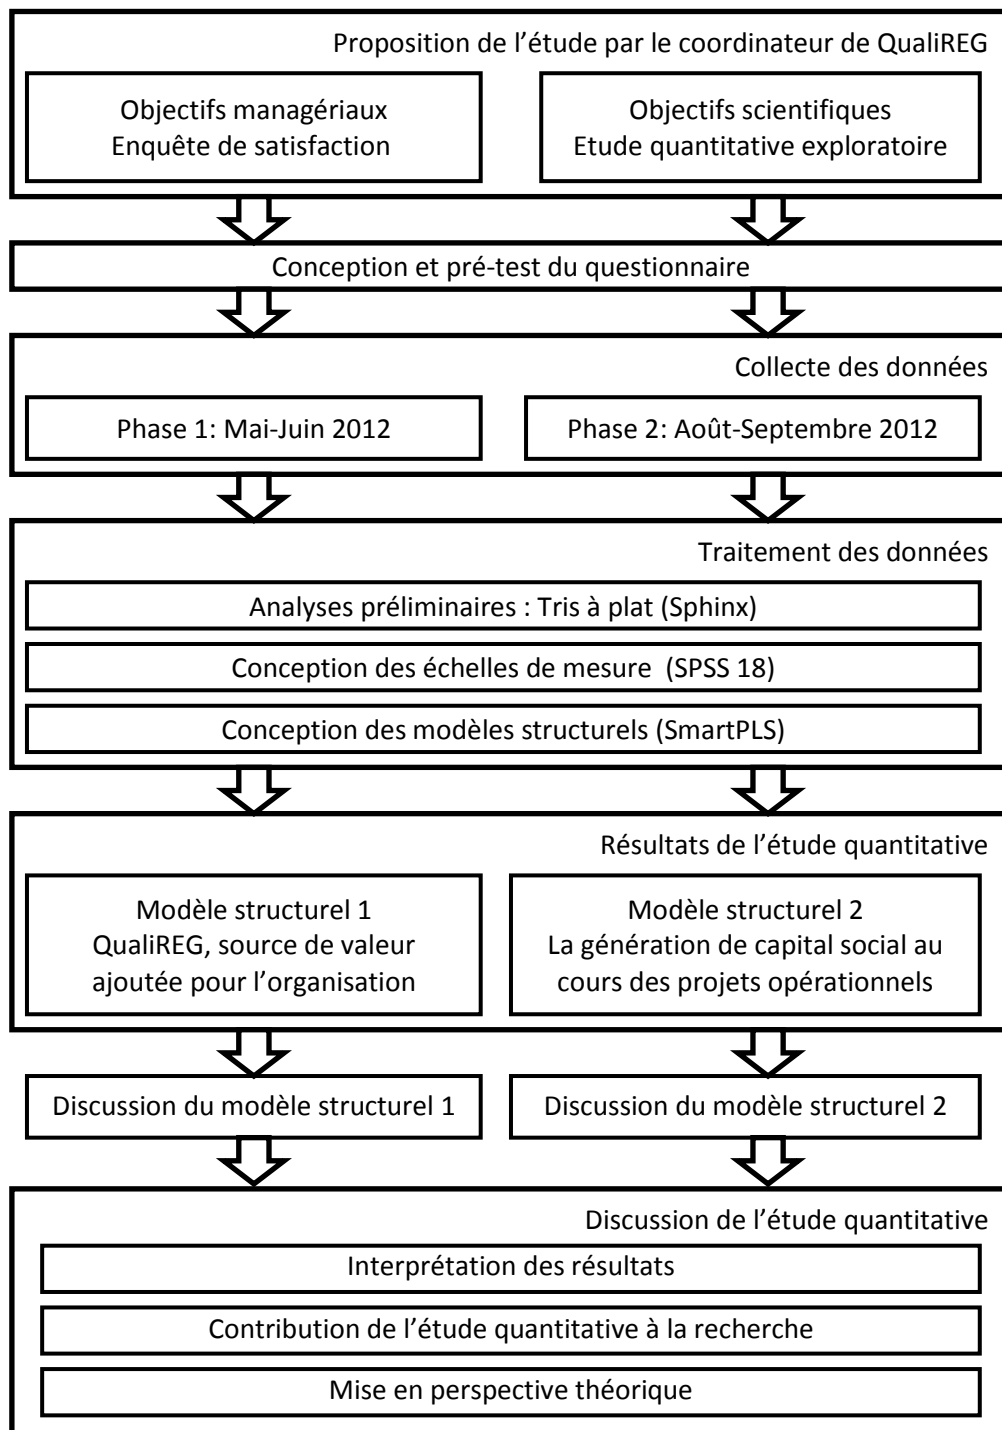 Proposition de l’étude par le coordinateur de QualiREG
Objectifs managériaux
Enquête de satisfaction
Objectifs scientifiques
Etude quantitative exploratoire
Conception et pré-test du questionnaire
Collecte des données
Phase 1: Mai-Juin 2012
Phase 2: Août-Septembre 2012
Traitement des données
Analyses préliminaires : Tris à plat (Sphinx)
Conception des échelles de mesure (SPSS 18)
Conception des modèles structurels (SmartPLS)
Résultats de l’étude quantitative
Modèle structurel 1
QualiREG, source de valeur
ajoutée pour l’organisation
Modèle structurel 2
La génération de capital social au
cours des projets opérationnels
Discussion du modèle structurel 1
Discussion du modèle structurel 2
Discussion de l’étude quantitative
Interprétation des résultats
Contribution de l’étude quantitative à la recherche
Mise en perspective théorique